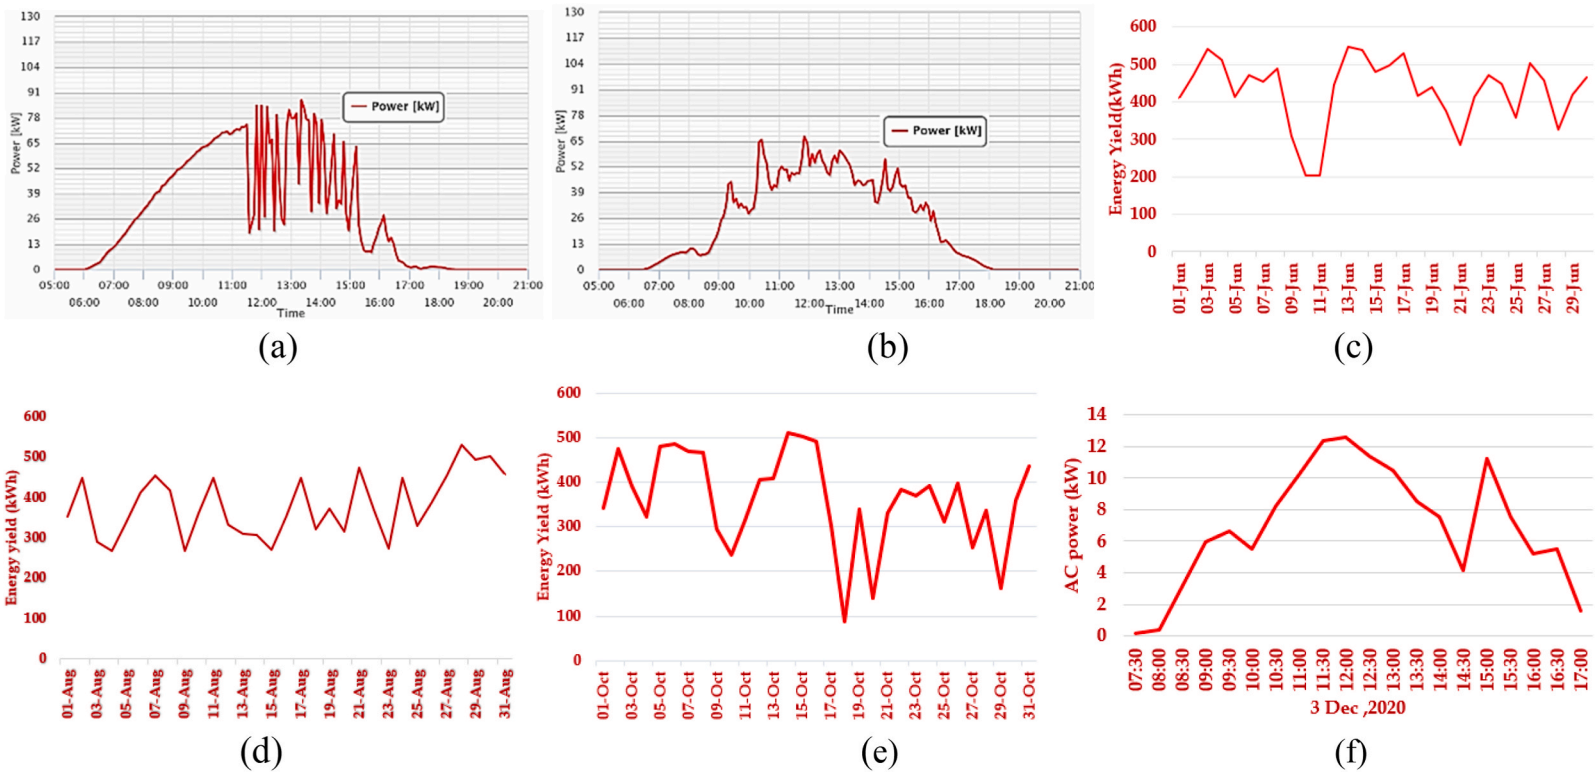 130
117
104
91
78
65
52
39
26
13
0
Power [kW]
Power [kW]
05:00 07:00 09:00 11:00 13:00 15:00 17:00 19:00 21:00
06:00 08:00 10:00 12:00 14:00 16:00 18:00 20:00
Time
(a)
130
117
104
91
78
65
52
39
26
13
0
Power [kW]
Power [kW]
05:00 07:00 09:00 11:00 13:00 15:00 17:00 19:00 21:00
06:00 08:00 10:00 12:00 14:00 16:00 18:00 20:00
Time
(b)
600
500
400
300
200
100
0
Energy Yield(kWh)
01-Jun 03-Jun 05-Jun 07-Jun 09-Jun 11-Jun 13-Jun 15-Jun 17-Jun 19-Jun 21-Jun 23-Jun 25-Jun 27-Jun 29-Jun
(c)
600
500
400
300
200
100
0
Energy yield (kWh)
01-Aug 03-Aug 05-Aug 07-Aug 09-Aug 11-Aug 13-Aug 15-Aug 17-Aug 19-Aug 21-Aug 23-Aug 25-Aug 27-Aug 29-Aug 31-Aug
(d)
600
500
400
300
200
100
0
Energy Yield (kWh)
01-Oct 03-Oct 05-Oct 07-Oct 09-Oct 11-Oct 13-Oct 15-Oct 17-Oct 19-Oct 21-Oct 23-Oct 25-Oct 27-Oct 29-Oct 31-Oct
(e)
14
12
10
8
6
4
2
0
AC power (kW)
07:30 08:00 08:30 09:00 09:30 10:00 10:30 11:00 11:30 12:00 12:30 13:00 13:30 14:00 14:30 15:00 15:30 16:00 16:30 17:00
3 Dec ,2020
(f)